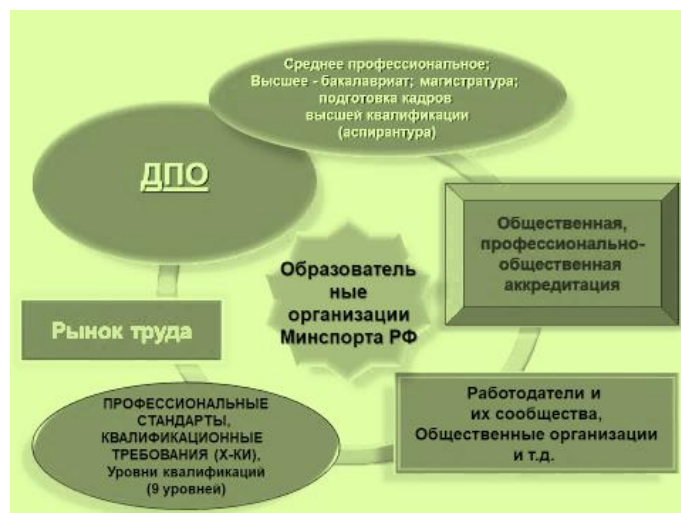 Среднее профессиональное;
Высшее - бакалавриат; магистратура;
подготовка кадров
высшей квалификации
(аспирантура)
ДПО
Общественная,
профессионально-
общественная
аккредитация
Образователь
ные
организации
Минспорта РФ
Рынок труда
ПРОФЕССИОНАЛЬНЫЕ
СТАНДАРТЫ,
КВАЛИФИКАЦИОННЫЕ
ТРЕБОВАНИЯ (Х-КИ),
Уровни квалификаций
(9 уровней)
Работодатели и
их сообщества,
Общественные организации
и т.д.